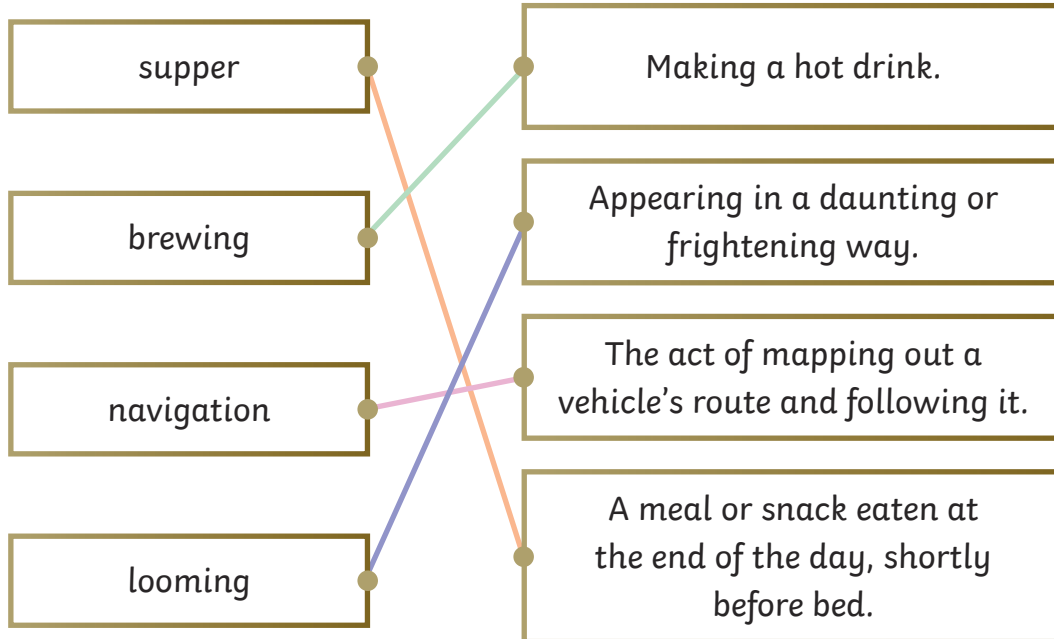 supper
brewing
navigation
looming
Making a hot drink.
Appearing in a daunting or
frightening way.
The act of mapping out a
vehicle's route and following it.
A meal or snack eaten at
the end of the day, shortly
before bed.